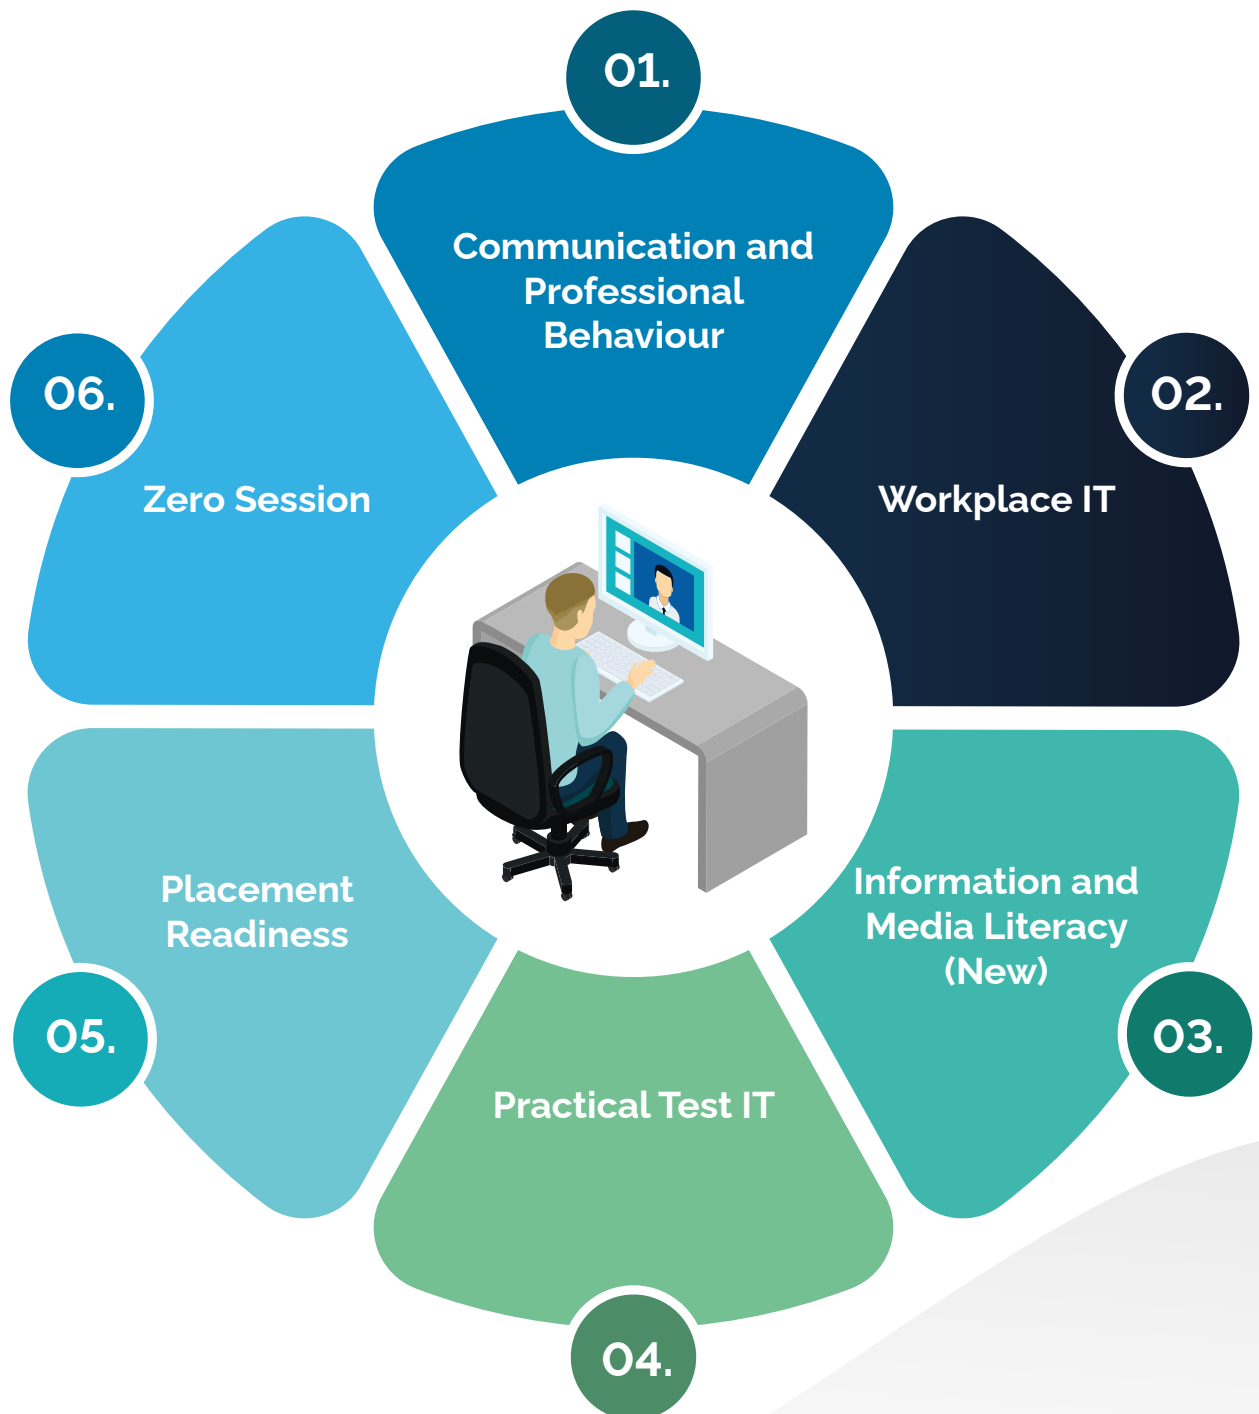 01.
Communication and
Professional
Behaviour
02.
Workplace IT
03.
Information and
Media Literacy
(New)
04.
Practical Test IT
05.
Placement
Readiness
06.
Zero Session